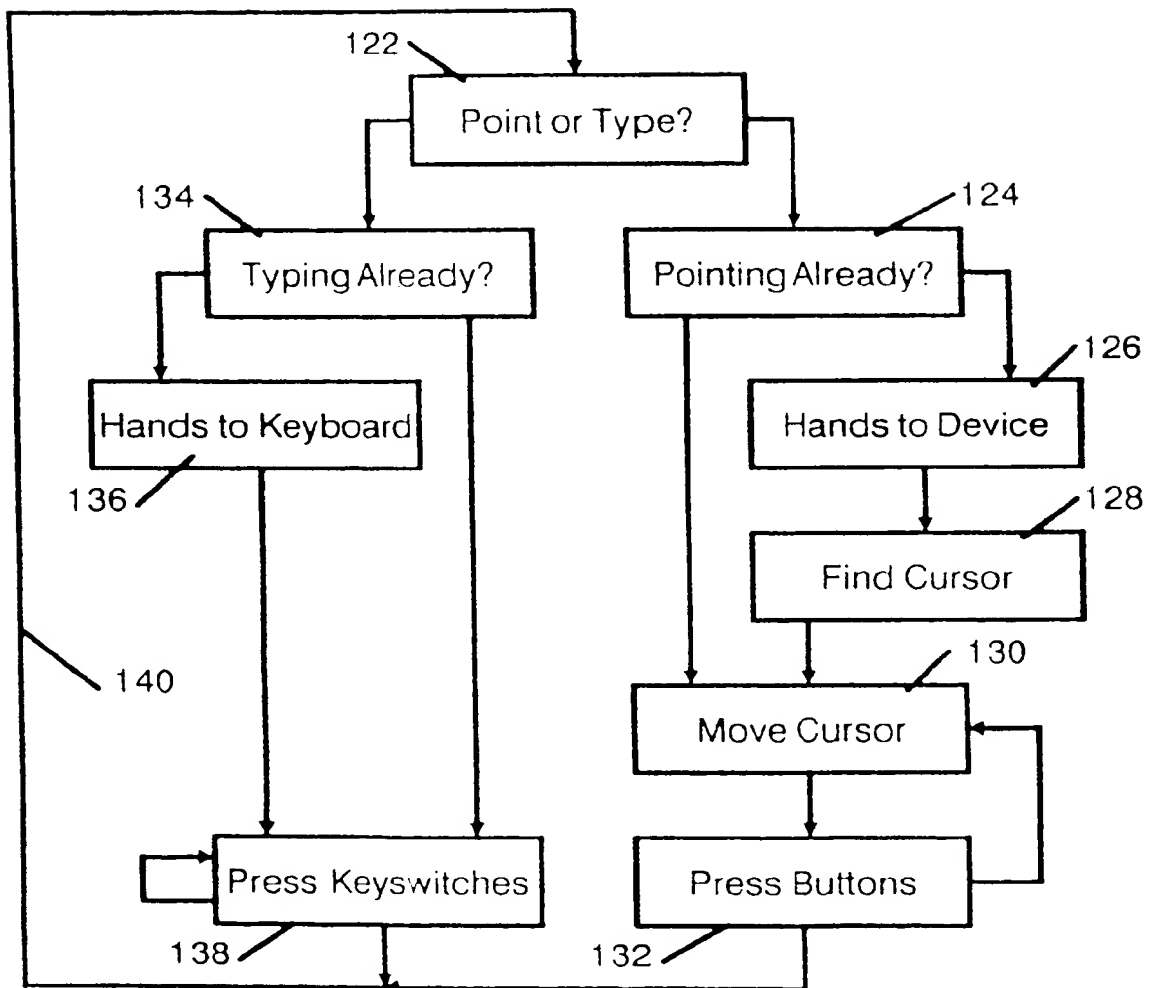 122
Point or Type?
134
124
Typing Already?
Pointing Already?
126
Hands to Keyboard
Hands to Device
136
128
Find Cursor
140
130
Move Cursor
Press Keyswitches
Press Buttons
138
132